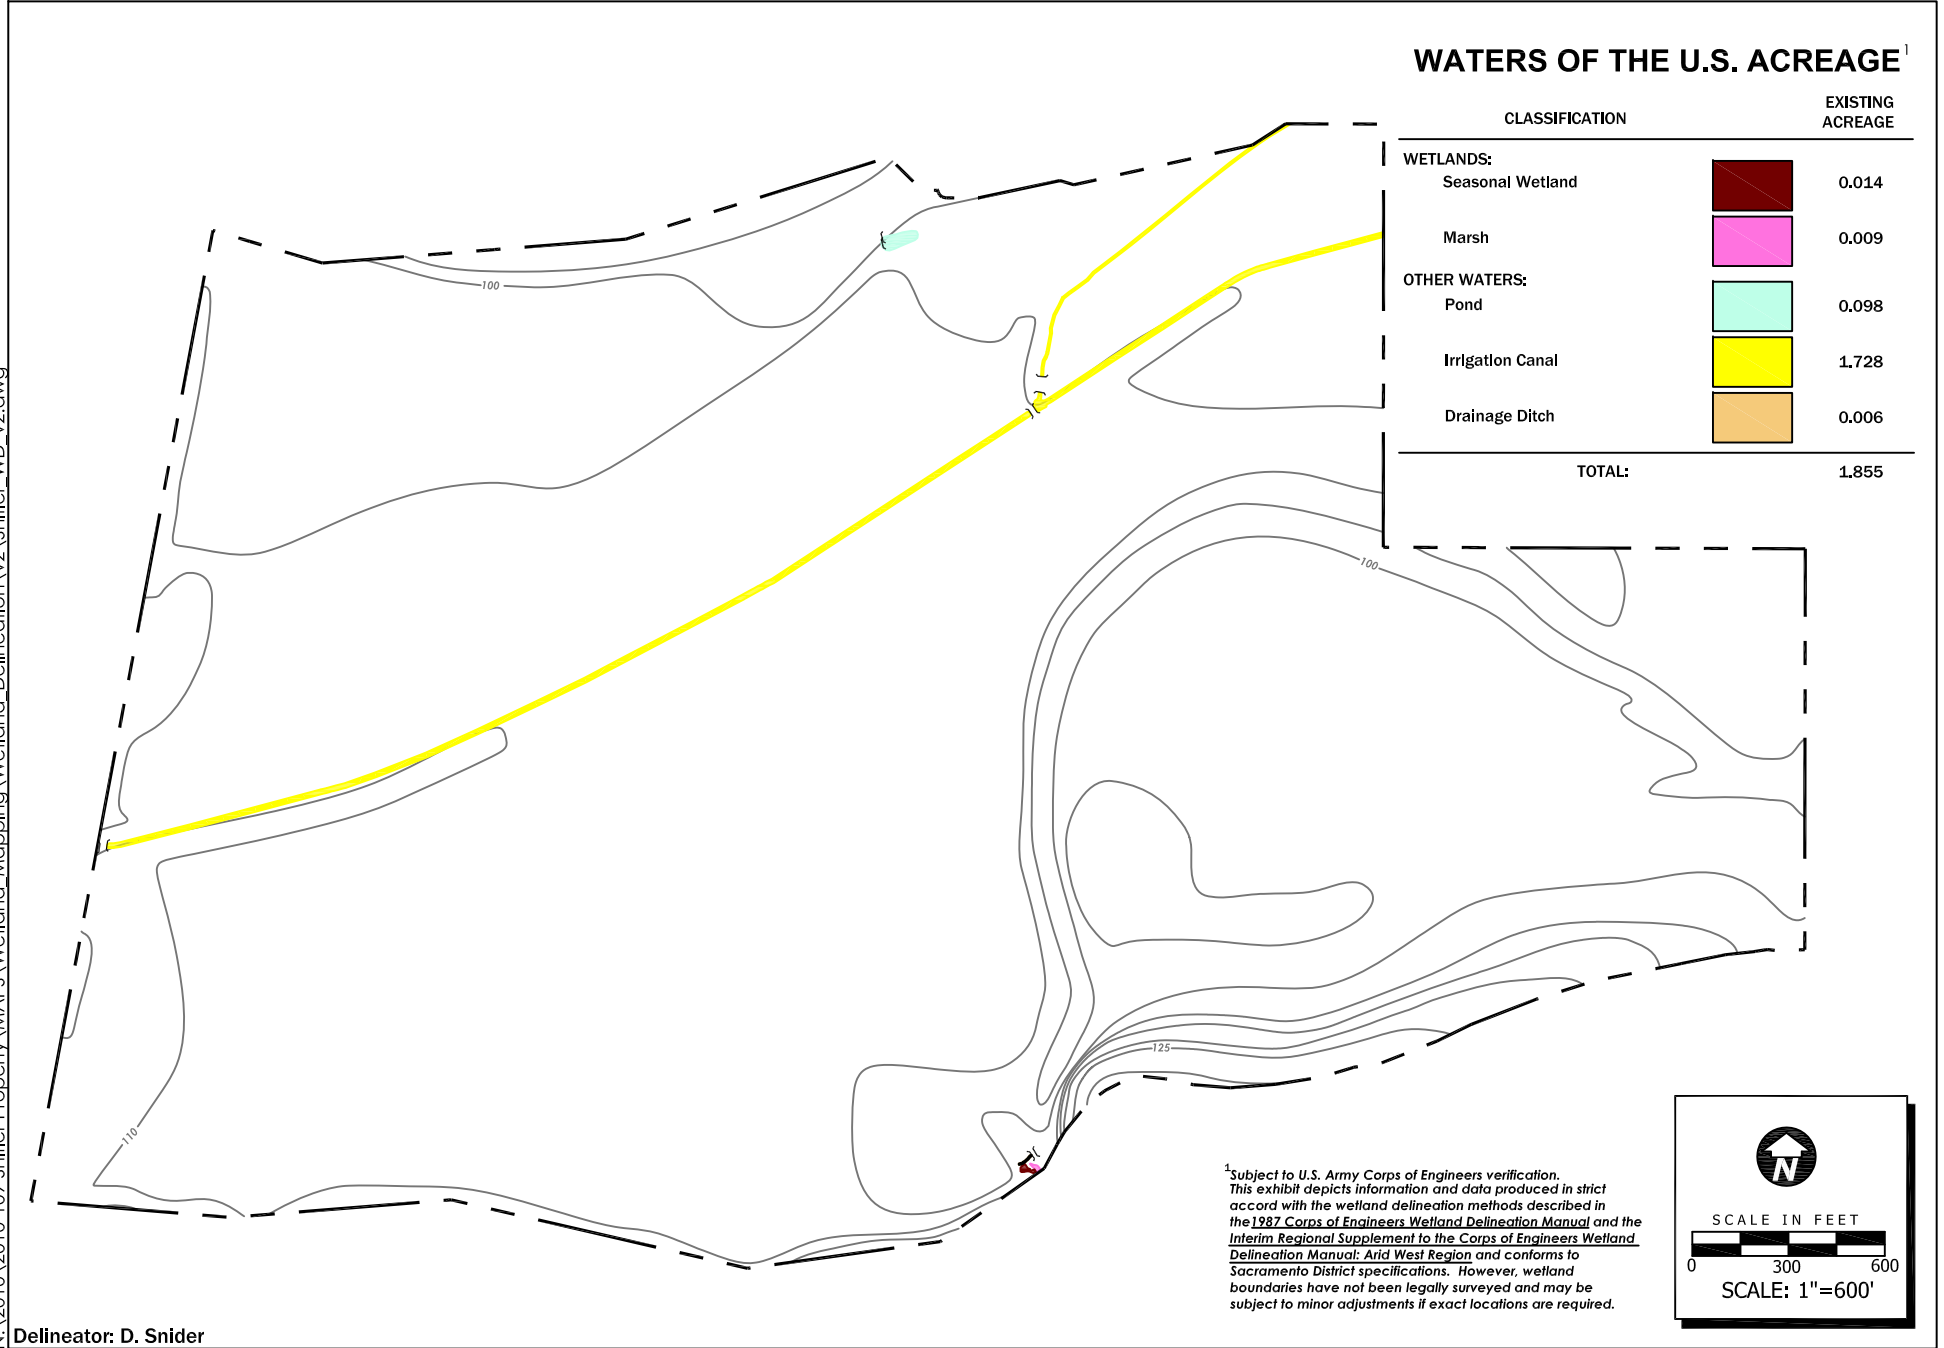 WATERS OF THE U.S. ACREAGE 1
CLASSIFICATION
EXISTING
ACREAGE
WETLANDS:
Seasonal Wetland 0.014
Marsh 0.009
OTHER WATERS:
Pond 0.098
Irrigation Canal 1.728
Drainage Ditch 0.006
TOTAL: 1.855
100
100
125
110
1 Subject to U.S. Army Corps of Engineers verification.
This exhibit depicts information and data produced in strict
accord with the wetland delineation methods described in
the 1987 Corps of Engineers Wetland Delineation Manual and the
Interim Regional Supplement to the Corps of Engineers Wetland
Delineation Manual: Arid West Region and conforms to
Sacramento District specifications. However, wetland
boundaries have not been legally surveyed and may be
subject to minor adjustments if exact locations are required.
N
SCALE IN FEET
0 300 600
SCALE: 1"=600'
Delineator: D. Snider